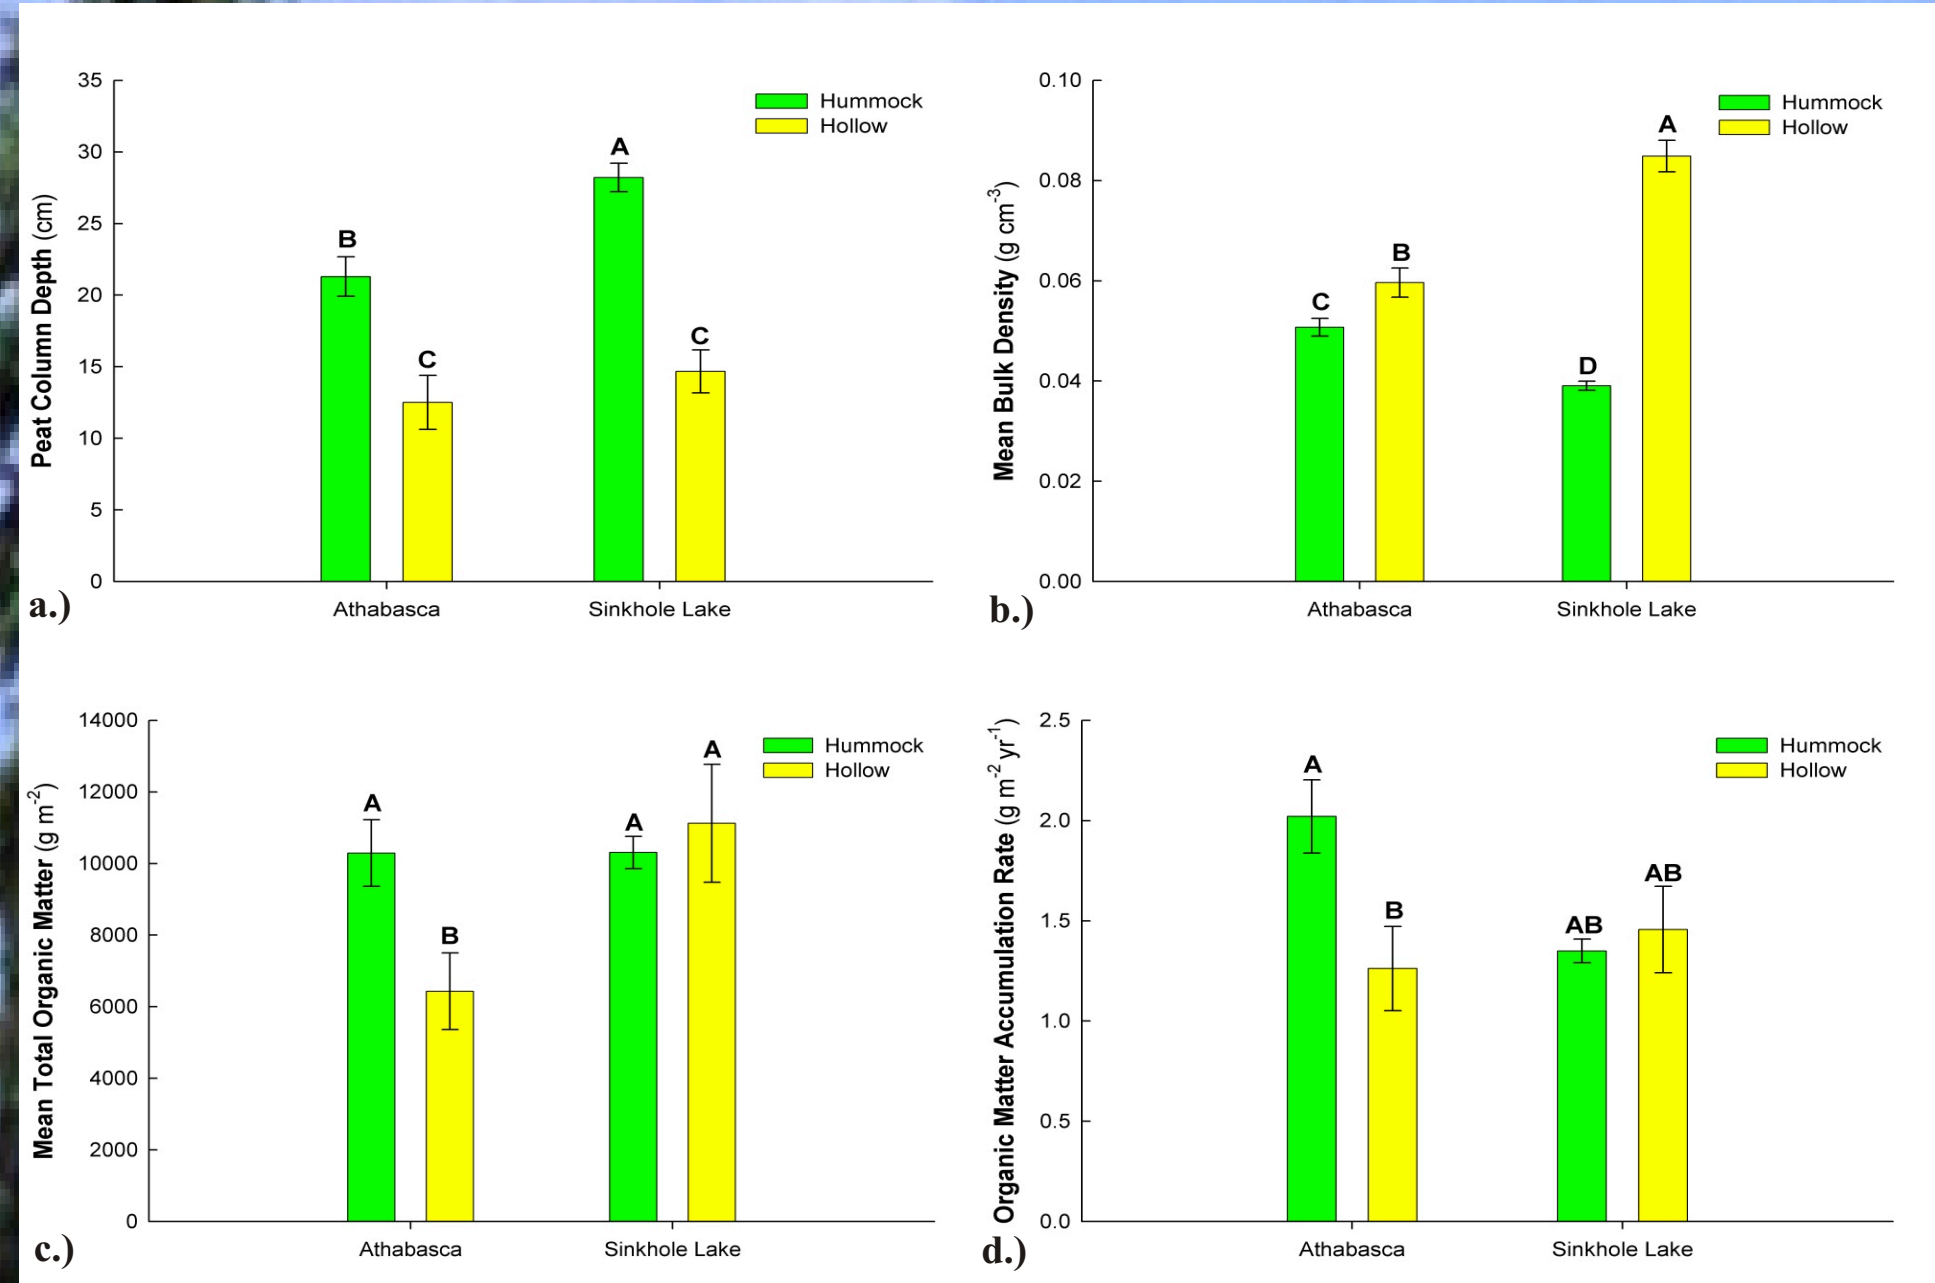 35
30
25
20
15
10
5
0
Peat Column Depth (cm)
Hummock
Hollow
B
C
A
C
Athabasca
Sinkhole Lake
a.)
0.10
0.08
0.06
0.04
0.02
0.00
Mean Bulk Density (g cm-3)
Hummock
Hollow
C
B
D
A
Athabasca
Sinkhole Lake
b.)
14000
12000
10000
8000
6000
4000
2000
0
Mean Total Organic Matter (g m-2)
Hummock
Hollow
A
B
A
A
Athabasca
Sinkhole Lake
c.)
2.5
2.0
1.5
1.0
0.5
0.0
Organic Matter Accumulation Rate (g m-2 yr-1)
Hummock
Hollow
A
B
AB
AB
Athabasca
Sinkhole Lake
d.)